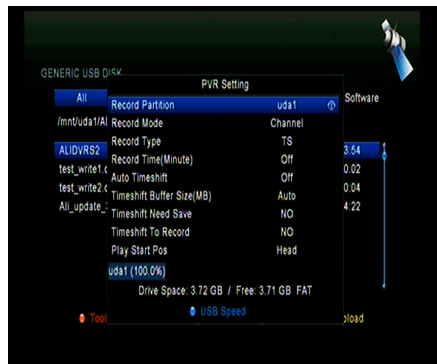 GENERIC USB DISK
PVR Setting
All
Software
Record Partition uda1
/mnt/uda1/Al
Record Mode Channel
Record Type TS
ALIDVRS2 3:54
Record Time(Minute) Off
test_write1.c 0:02
Auto Timeshift Off
test_write2.c 0:04
Timeshift Buffer Size(MB) Auto
Ali_update_ 4:22
Timeshift Need Save NO
Timeshift To Record NO
Play Start Pos Head
uda1 (100.0%)
Drive Space: 3.72 GB / Free: 3.71 GB FAT
USB Speed
Tool
pload